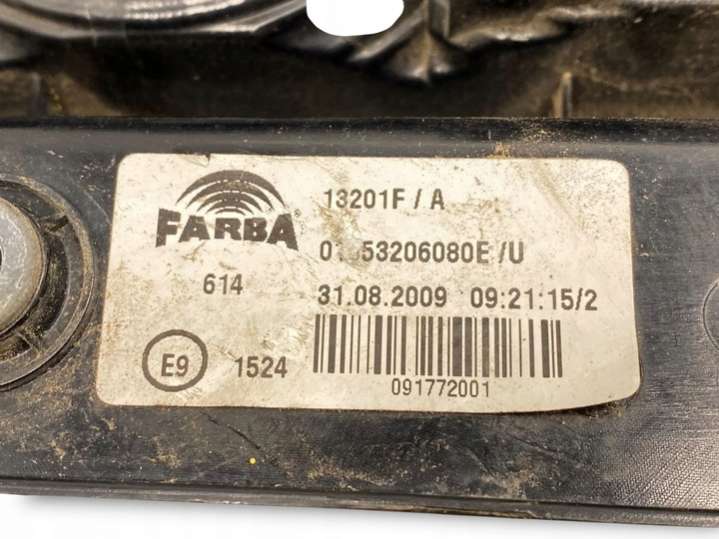 FARBA
13201F / A
/U
614
31.08.2009 09:21:15/2
E9 1524
091772001